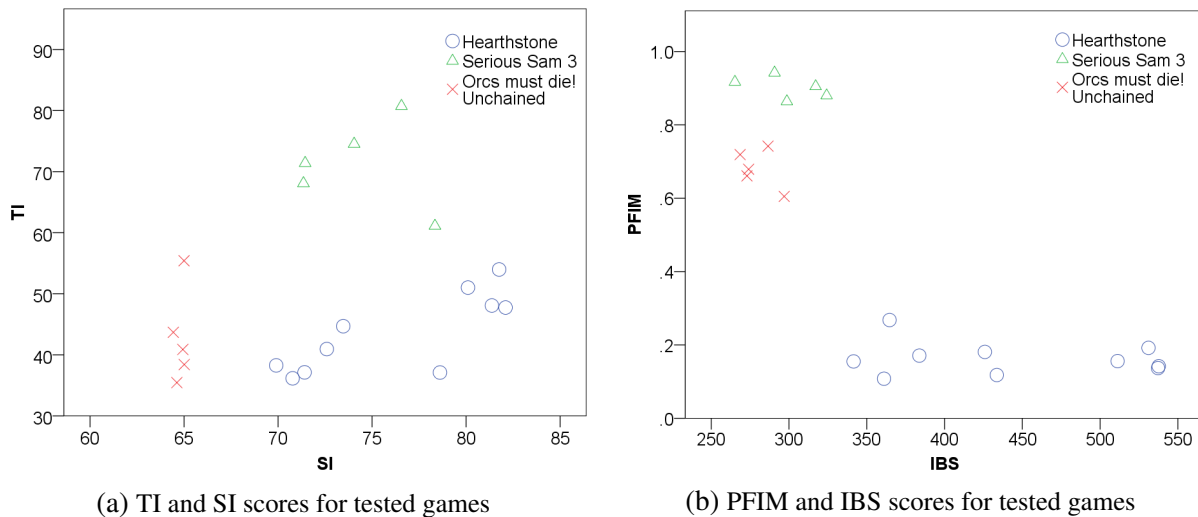 Hearthstone
Serious Sam 3
Orcs must die!
Unchained
90
80
70
60
50
40
30
TI
60 65 70 75 80 85
SI
(a) TI and SI scores for tested games
Hearthstone
Serious Sam 3
Orcs must die!
Unchained
1.0
.8
.6
.4
.2
.0
PFIM
250 300 350 400 450 500 550
IBS
(b) PFIM and IBS scores for tested games